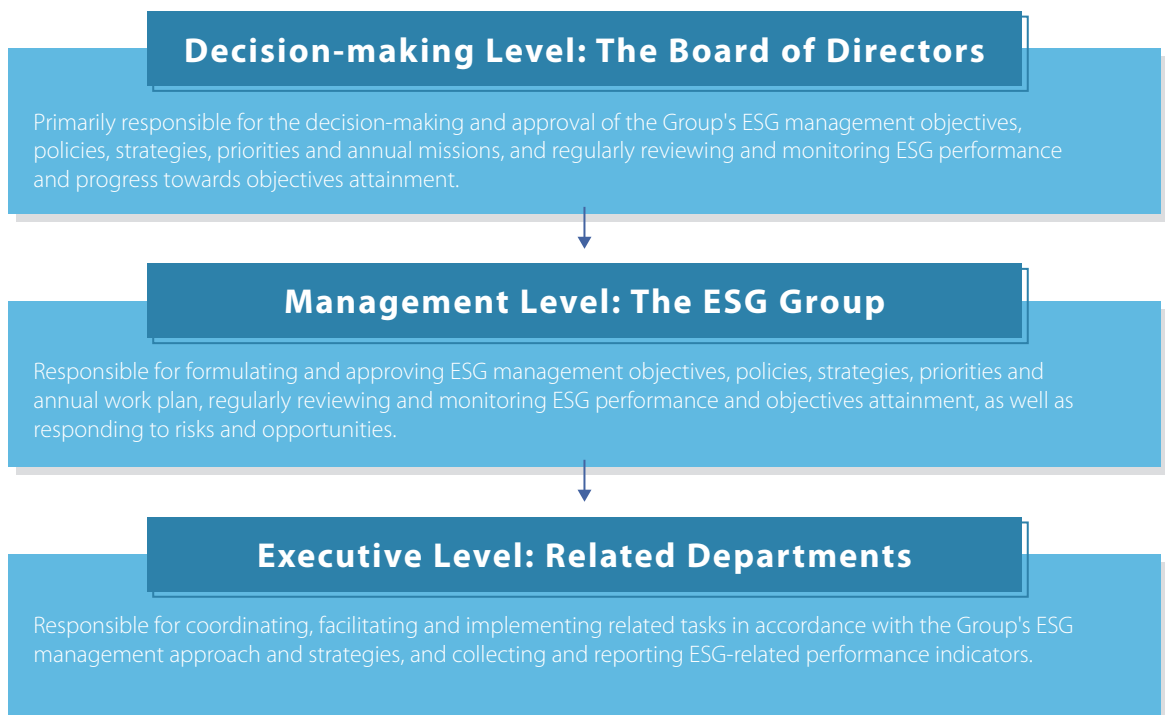 Decision-making Level: The Board of Directors
Primarily responsible for the decision-making and approval of the Group's ESG management objectives,
policies, strategies, priorities and annual missions, and regularly reviewing and monitoring ESG performance
and progress towards objectives attainment.
Management Level: The ESG Group
Responsible for formulating and approving ESG management objectives, policies, strategies, priorities and
annual work plan, regularly reviewing and monitoring ESG performance and objectives attainment, as well as
responding to risks and opportunities.
Executive Level: Related Departments
Responsible for coordinating, facilitating and implementing related tasks in accordance with the Group's ESG
management approach and strategies, and collecting and reporting ESG-related performance indicators.